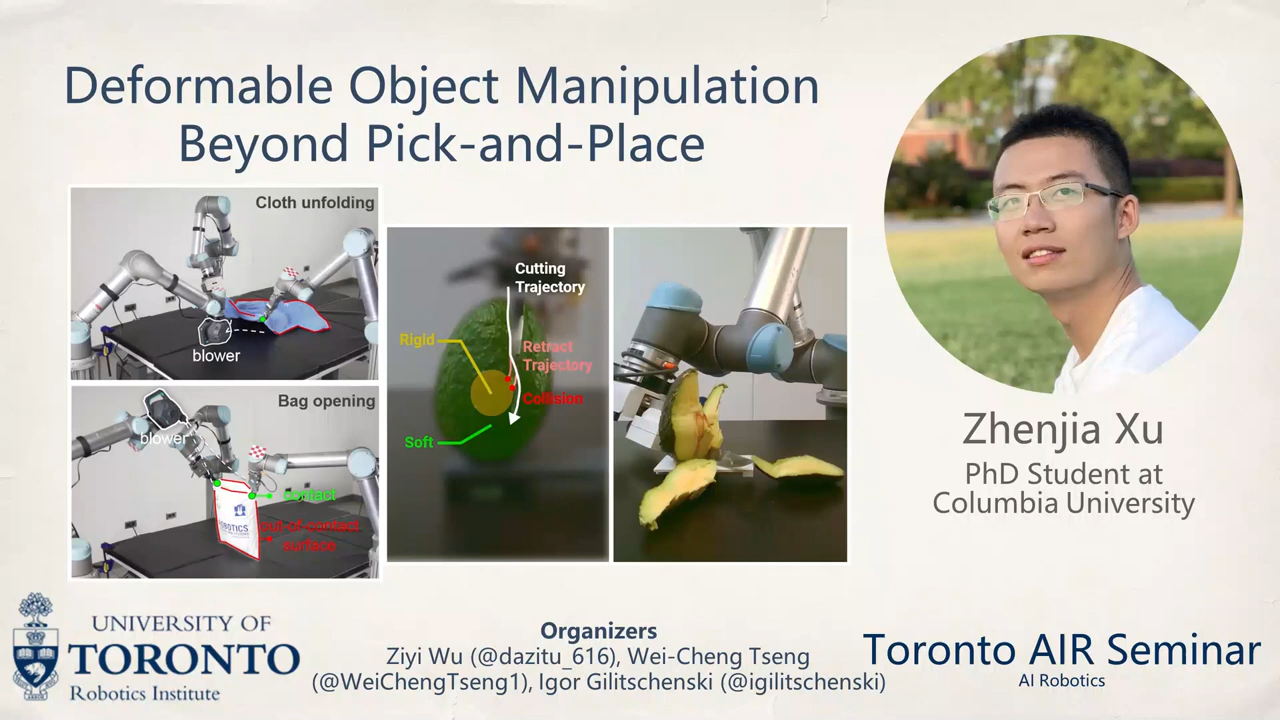 Deformable Object Manipulation
Beyond Pick-and-Place
Cloth unfolding
blower
Bag opening
blower
contact
out-of-contact
surface
ROBOTICS
Cutting
Trajectory
Rigid
Retract
Trajectory
Collision
Soft
Zhenjia Xu
PhD Student at
Columbia University
UNIVERSITY OF
TORONTO
Robotics Institute
Organizers
Ziyi Wu (@dazitu_616), Wei-Cheng Tseng
(@WeiChengTseng1), Igor Gilitschenski (@igilitschenski)
Toronto AIR Seminar
AI Robotics